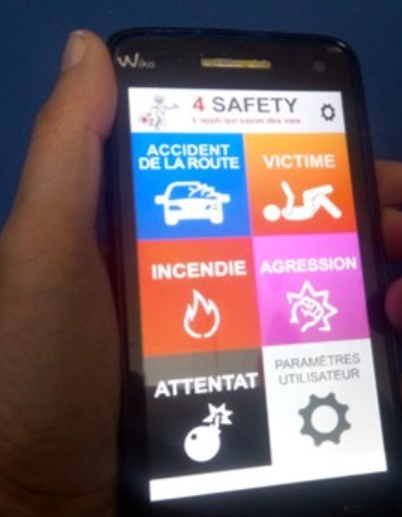 Wiko
4 SAFETY
L'appli qui sauve des vies
ACCIDENT
DE LA ROUTE
VICTIME
INCENDIE
AGRESSION
ATTENTAT
PARAMÈTRES
UTILISATEUR